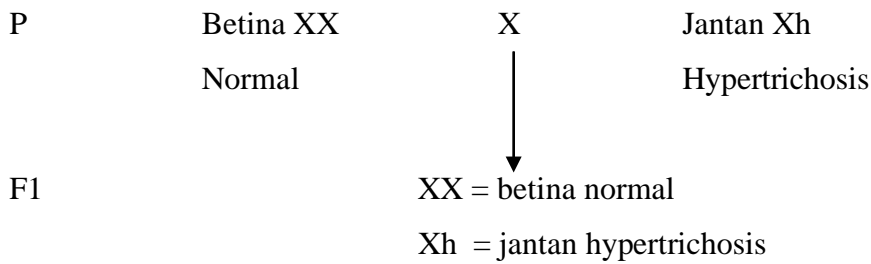 P Betina XX X Jantan Xh
Normal Hypertrichosis
F1 XX = betina normal
Xh = jantan hypertrichosis